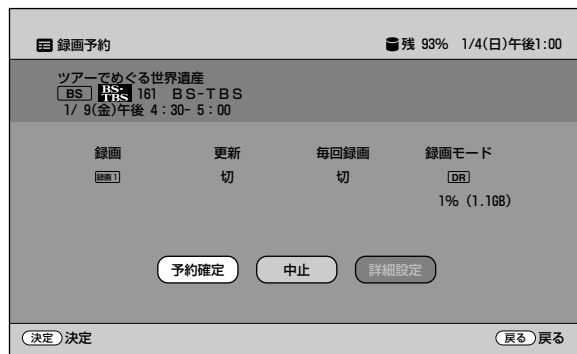 録画予約 残 93% 1/4(日)午後1:00
ツアーでめぐる世界遺産
BS BS-TBS 161 BS-TBS
1/ 9(金)午後 4:30- 5:00
録画 更新 毎回録画 録画モード
録画1 切 切 DR
1% (1.1GB)
予約確定 中止 詳細設定
決定 決定 戻る 戻る